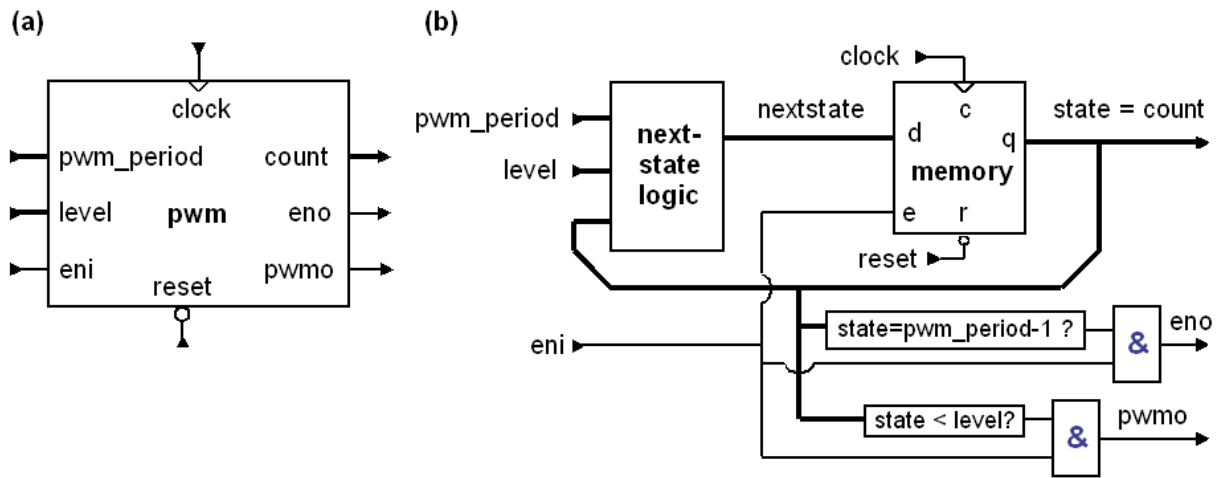 (a)
clock
pwm_period count
level pwm eno
eni pwmo
reset
(b)
clock
pwm_period
level
next-
state
logic
nextstate
c
d
q
memory
e r
state = count
reset
eni
state=pwm_period-1 ?
&
eno
state < level?
&
pwmo